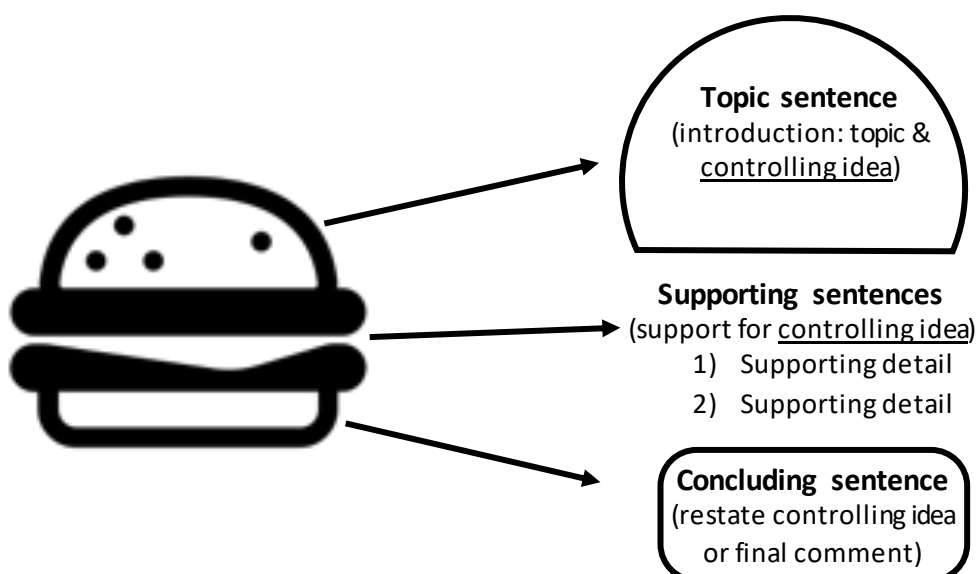 Topic sentence
(introduction: topic &
controlling idea)
Supporting sentences
(support for controlling idea)
1) Supporting detail
2) Supporting detail
Concluding sentence
(restate controlling idea
or final comment)